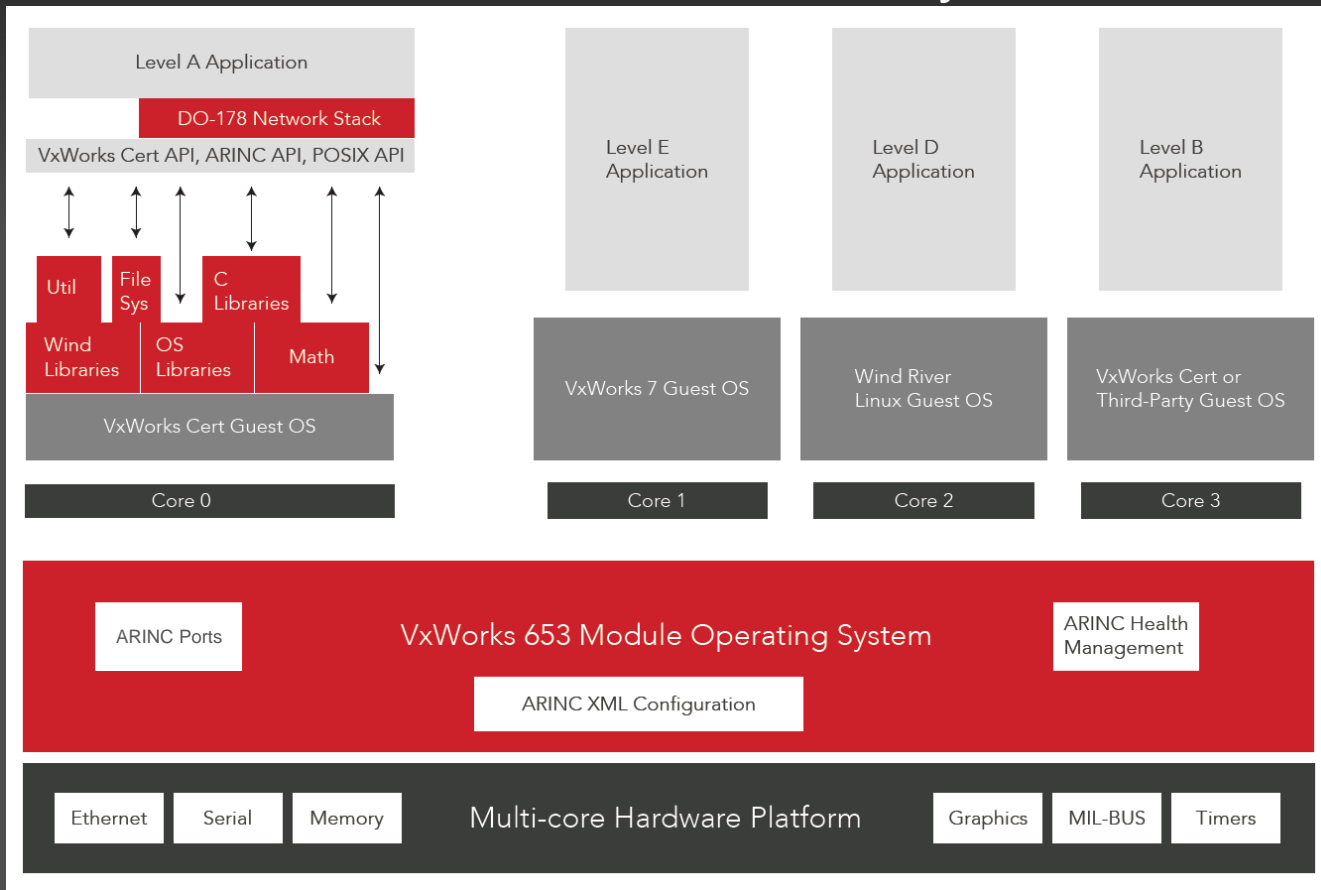 Level A Application
DO-178 Network Stack
VxWorks Cert API, ARINC API, POSIX API
Util
File
Sys
C
Libraries
Wind
Libraries
OS
Libraries
Math
VxWorks Cert Guest OS
Core 0
Level E
Application
VxWorks 7 Guest OS
Core 1
Level D
Application
Wind River
Linux Guest OS
Core 2
Level B
Application
VxWorks Cert or
Third-Party Guest OS
Core 3
ARINC Ports
VxWorks 653 Module Operating System
ARINC Health
Management
ARINC XML Configuration
Ethernet
Serial
Memory
Multi-core Hardware Platform
Graphics
MIL-BUS
Timers